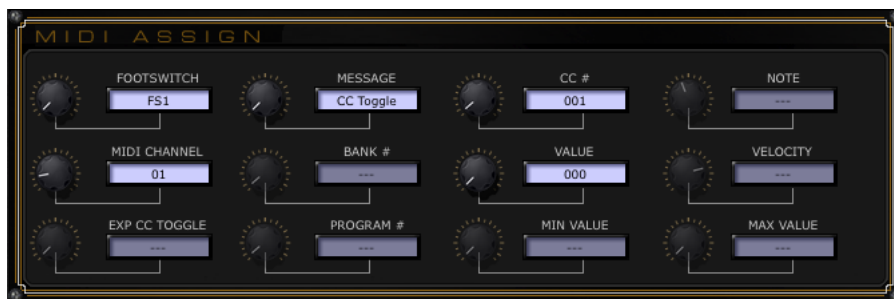 MIDI ASSIGN
FOOTSWITCH MESSAGE CC # NOTE
FS1 CC Toggle 001 ---
MIDI CHANNEL BANK # VALUE VELOCITY
01 --- 000 ---
EXP CC TOGGLE PROGRAM # MIN VALUE MAX VALUE
--- --- --- ---